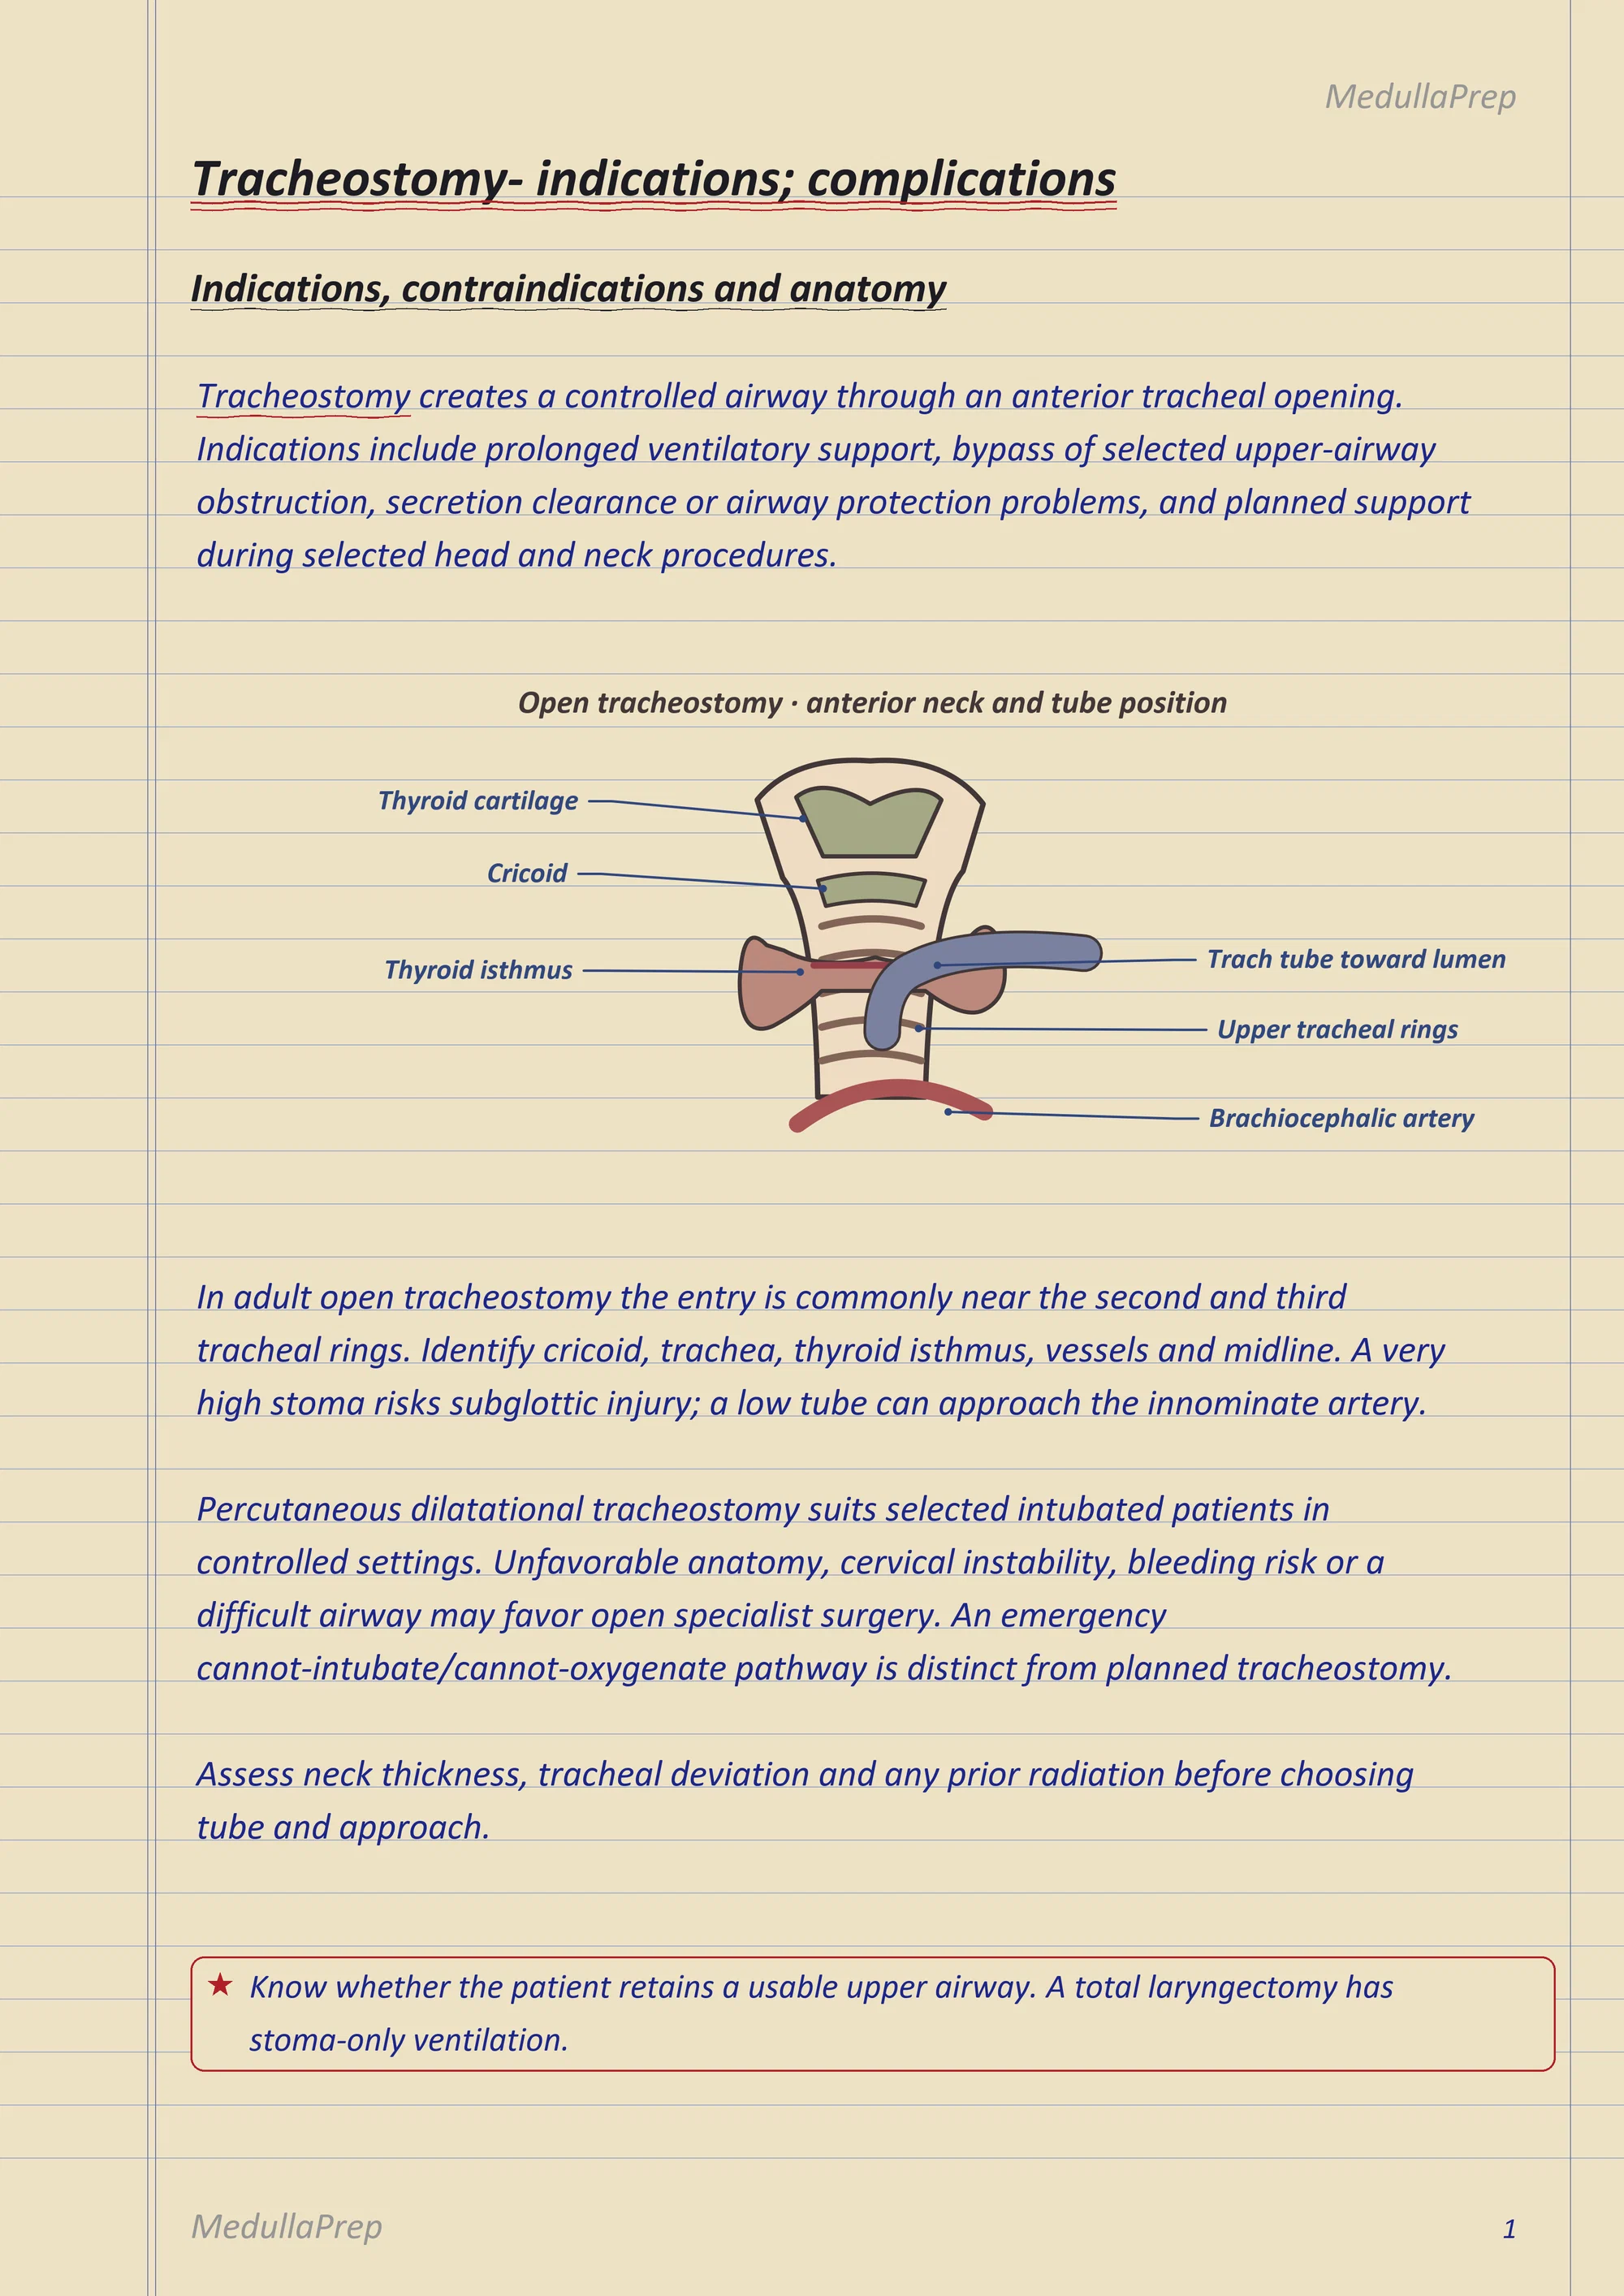 MedullaPrep
Tracheostomy- indications; complications
Indications, contraindications and anatomy
Tracheostomy creates a controlled airway through an anterior tracheal opening.
Indications include prolonged ventilatory support, bypass of selected upper-airway
obstruction, secretion clearance or airway protection problems, and planned support
during selected head and neck procedures.
Open tracheostomy · anterior neck and tube position
Thyroid cartilage
Cricoid
Thyroid isthmus
Trach tube toward lumen
Upper tracheal rings
Brachiocephalic artery
In adult open tracheostomy the entry is commonly near the second and third
tracheal rings. Identify cricoid, trachea, thyroid isthmus, vessels and midline. A very
high stoma risks subglottic injury; a low tube can approach the innominate artery.
Percutaneous dilatational tracheostomy suits selected intubated patients in
controlled settings. Unfavorable anatomy, cervical instability, bleeding risk or a
difficult airway may favor open specialist surgery. An emergency
cannot-intubate/cannot-oxygenate pathway is distinct from planned tracheostomy.
Assess neck thickness, tracheal deviation and any prior radiation before choosing
tube and approach.
★ Know whether the patient retains a usable upper airway. A total laryngectomy has
stoma-only ventilation.
MedullaPrep
1